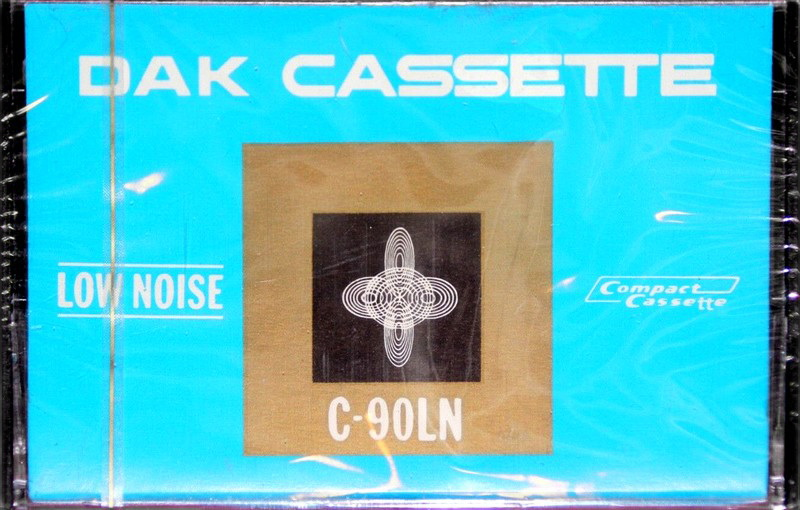 DAK CASSETTE
LOW NOISE
Compact
Cassette
C-90LN